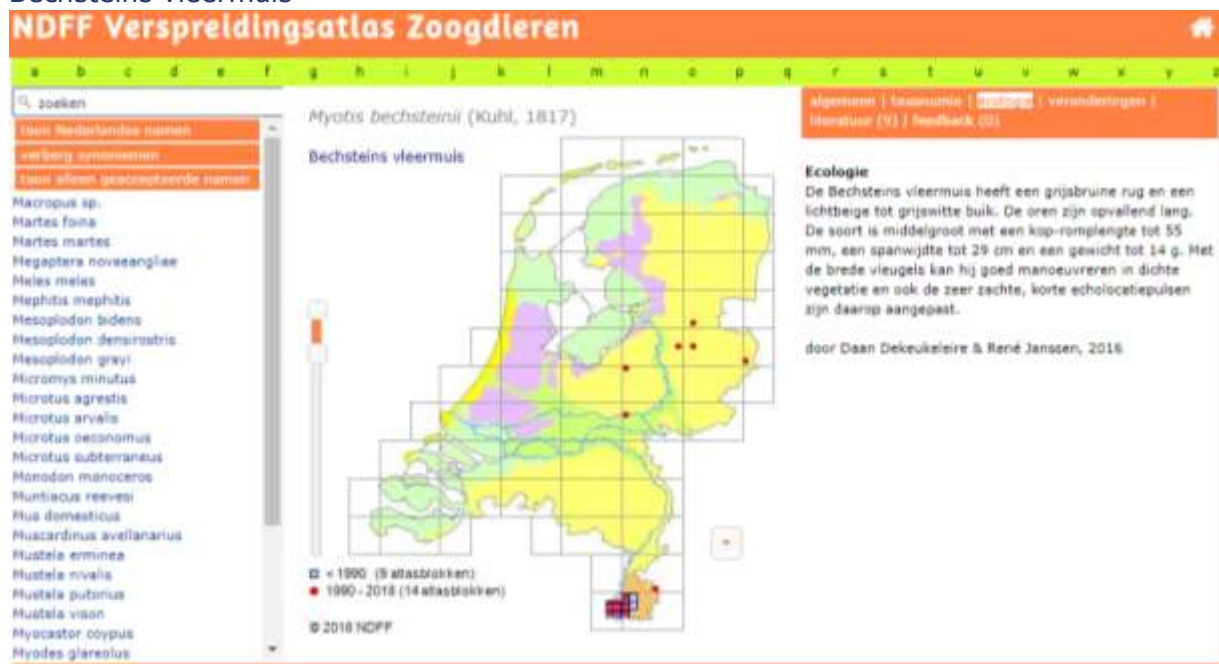 Bechsteins vleermuis
NDFF Verspreidingsatlas Zoogdieren
a b c d e f g h i j k l m n o p q r s t u v w x y z
zoeken
toon Nederlandse namen
verberg synoniemen
toon alleen geaccepteerde namen
Macropus sp.
Martes foina
Martes martes
Megaptera novaeangliae
Meles meles
Mephitis mephitis
Mesoplodon bidens
Mesoplodon densirostris
Mesoplodon grayi
Micromys minutus
Microtus agrestis
Microtus arvalis
Microtus oeconomus
Microtus subterraneus
Monodon monoceros
Muntiacus reevesi
Mus domesticus
Muscardinus avellanarius
Mustela erminea
Mustela nivalis
Mustela putorius
Mustela vison
Myocastor coypus
Myodes glareolus
Myotis bechsteinii (Kuhl, 1817)
Bechsteins vleermuis
< 1990 (9 atlasblokken)
1990 - 2018 (14 atlasblokken)
© 2018 NDFF
algemeen | taxonomie | ecologie | veranderingen |
literatuur (9) | feedback (0)
Ecologie
De Bechsteins vleermuis heeft een grijsbruine rug en een
lichtbeige tot grijswitte buik. De oren zijn opvallend lang.
De soort is middelgroot met een kop-romplengte tot 55
mm, een spanwijdte tot 29 cm en een gewicht tot 14 g. Met
de brede vleugels kan hij goed manoeuvreren in dichte
vegetatie en ook de zeer zachte, korte echolocatiepulsen
zijn daarop aangepast.
door Daan Dekeukeleire & René Janssen, 2016